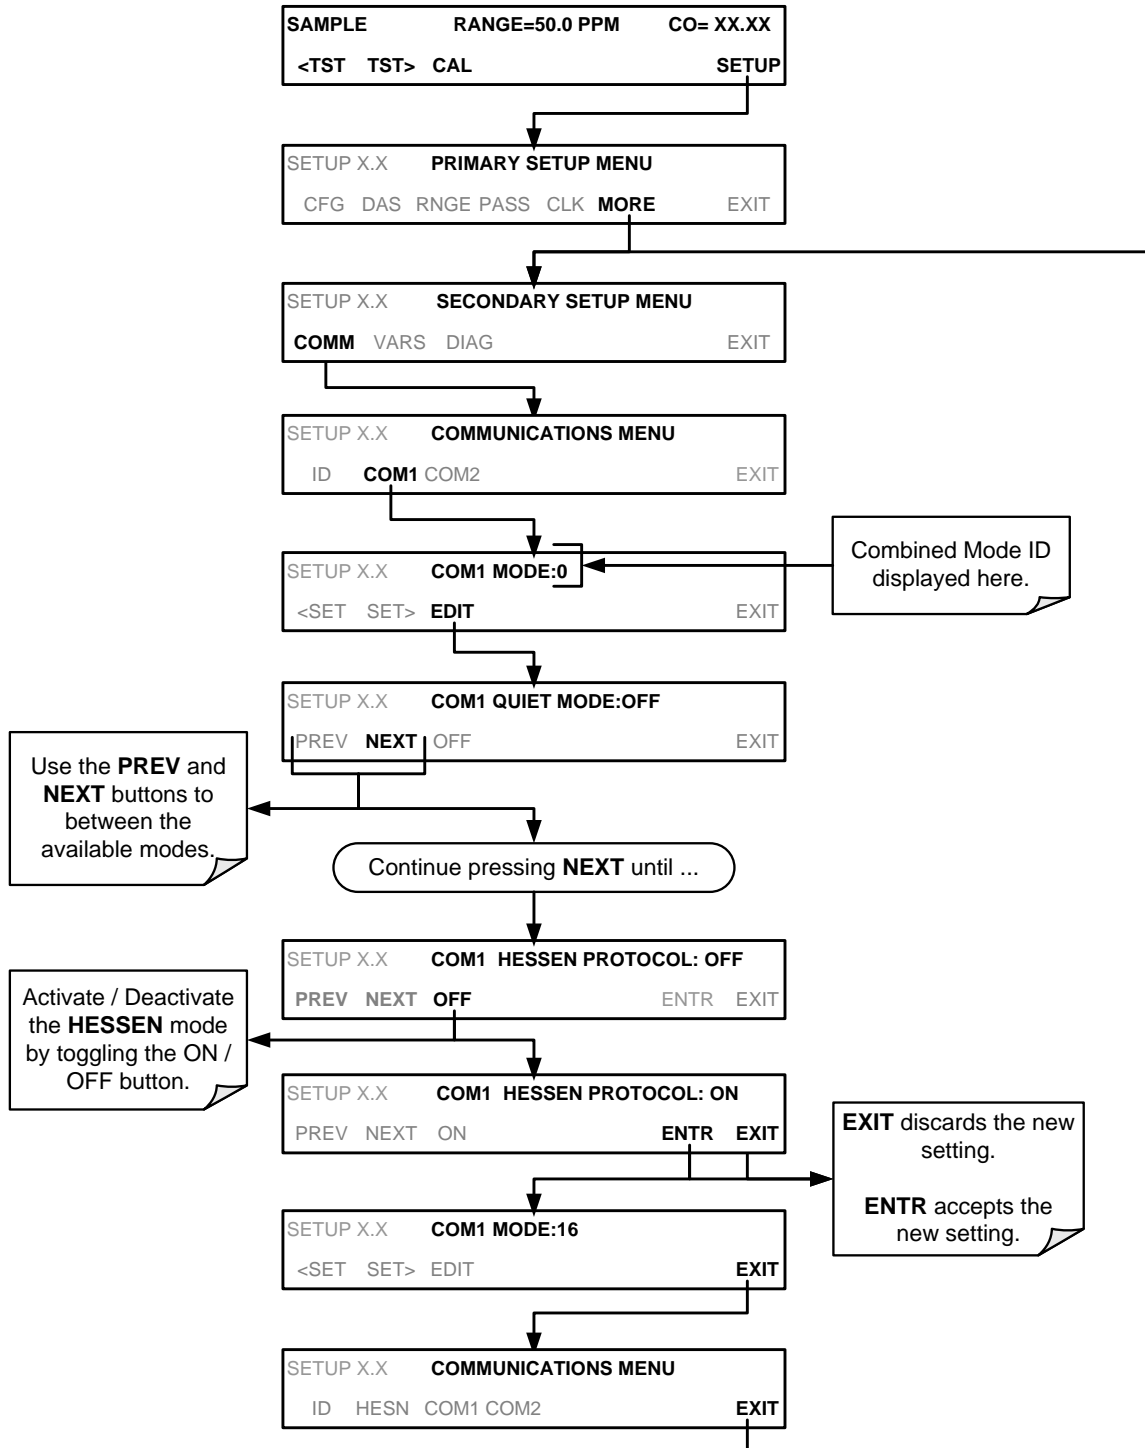 SAMPLE RANGE=50.0 PPM CO= XX.XX
<TST TST> CAL SETUP
SETUP X.X PRIMARY SETUP MENU
CFG DAS RNGE PASS CLK MORE EXIT
SETUP X.X SECONDARY SETUP MENU
COMM VARS DIAG EXIT
SETUP X.X COMMUNICATIONS MENU
ID COM1 COM2 EXIT
SETUP X.X COM1 MODE:0
<SET SET> EDIT EXIT
Combined Mode ID
displayed here.
SETUP X.X COM1 QUIET MODE:OFF
PREV NEXT OFF EXIT
Use the PREV and
NEXT buttons to
between the
available modes.
Continue pressing NEXT until ...
SETUP X.X COM1 HESSEN PROTOCOL: OFF
PREV NEXT OFF ENTR EXIT
Activate / Deactivate
the HESSEN mode
by toggling the ON /
OFF button.
SETUP X.X COM1 HESSEN PROTOCOL: ON
PREV NEXT ON ENTR EXIT
EXIT discards the new
setting.
ENTR accepts the
new setting.
SETUP X.X COM1 MODE:16
<SET SET> EDIT EXIT
SETUP X.X COMMUNICATIONS MENU
ID HESN COM1 COM2 EXIT